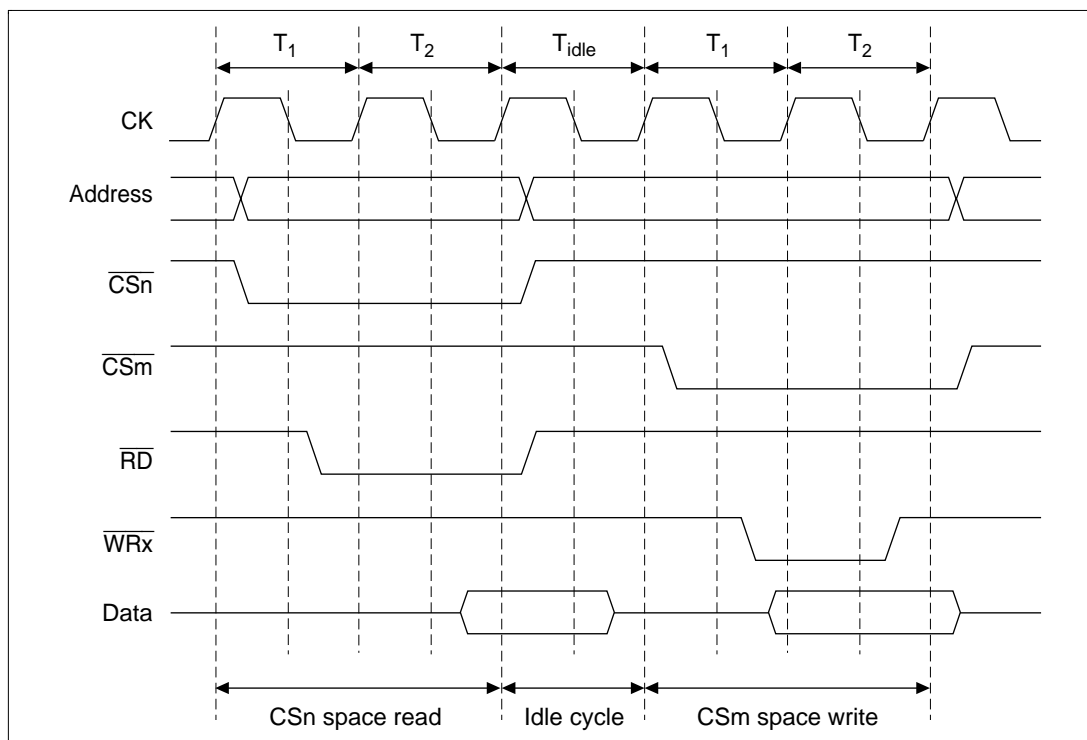 T1 T2 Tidle T1 T2
CK
Address
CSn
CSm
RD
WRx
Data
CSn space read Idle cycle CSm space write